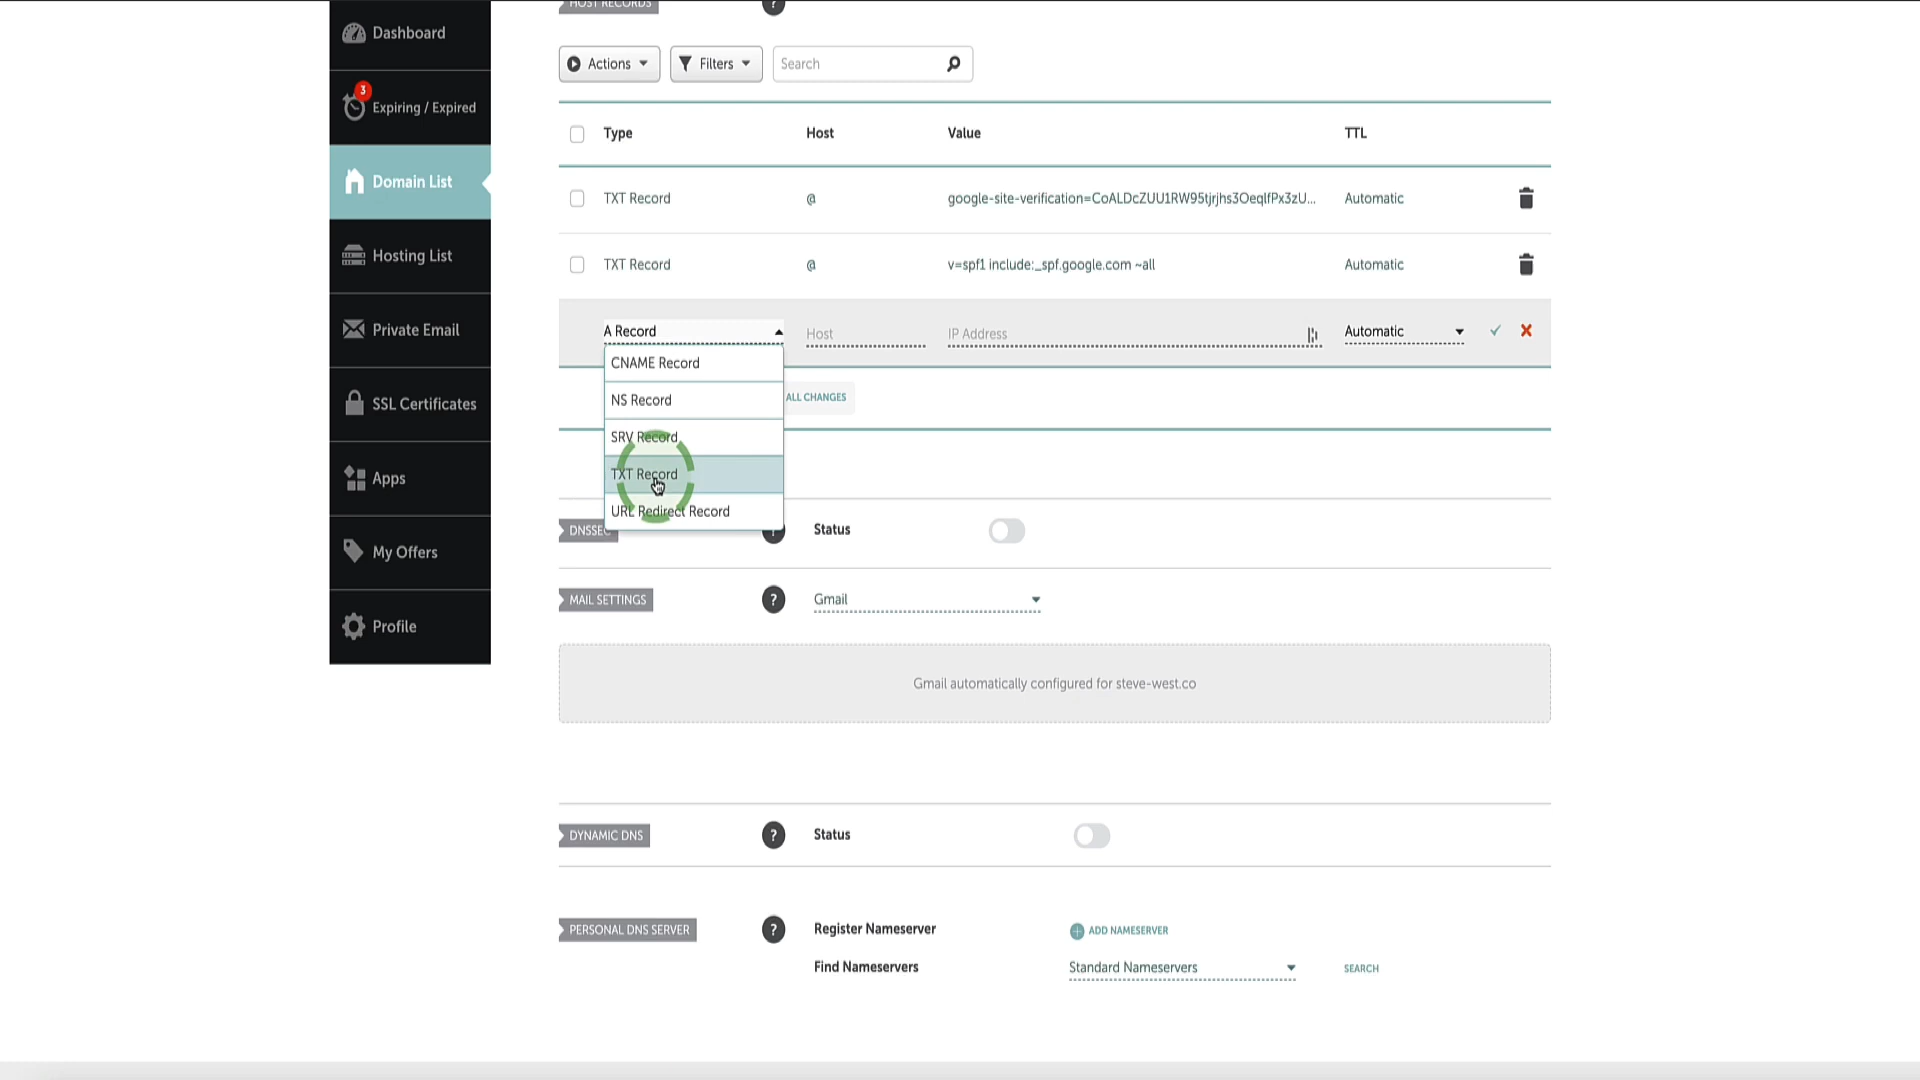 HOST RECORDS
?
Dashboard
3
Expiring / Expired
Domain List
Hosting List
Private Email
SSL Certificates
Apps
My Offers
Profile
Actions
Filters
Search
Type Host Value TTL
TXT Record @ google-site-verification=CoALDcZUU1RW95tjrjhs3OeqlfPx3zU... Automatic
TXT Record @ v=spf1 include:_spf.google.com ~all Automatic
A Record Host IP Address Automatic
CNAME Record
NS Record
SRV Record
TXT Record
URL Redirect Record
ALL CHANGES
DNSSEC ? Status
MAIL SETTINGS ? Gmail
Gmail automatically configured for steve-west.co
DYNAMIC DNS ? Status
PERSONAL DNS SERVER ? Register Nameserver ADD NAMESERVER
Find Nameservers Standard Nameservers SEARCH